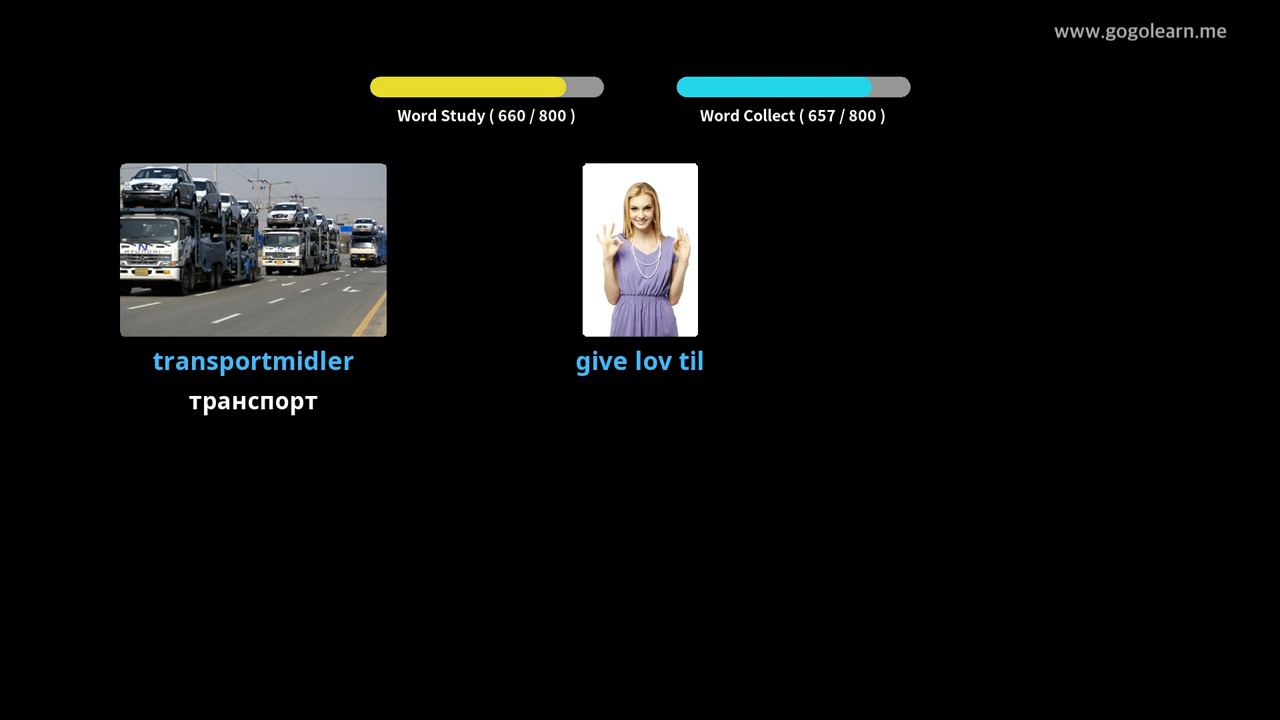 www.gogolearn.me
Word Study ( 660 / 800 )
Word Collect ( 657 / 800 )
transportmidler
транспорт
give lov til